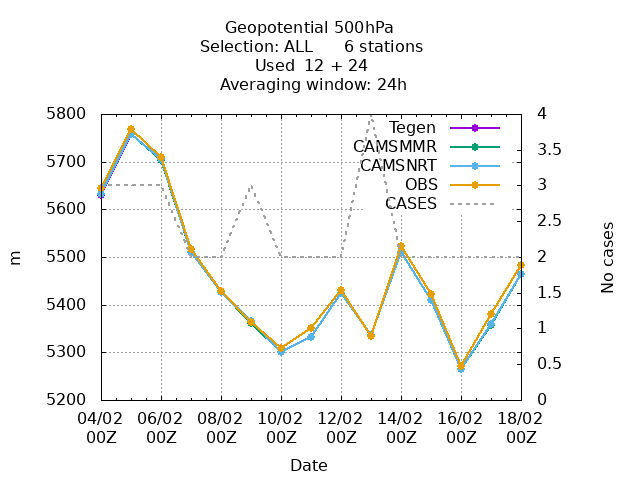 Geopotential 500hPa
Selection: ALL 6 stations
Used 12 + 24
Averaging window: 24h
5800
5700
5600
5500
5400
5300
5200
m
4
3.5
3
2.5
2
1.5
1
0.5
0
No cases
Tegen
CAMSMMR
CAMSNRT
OBS
CASES
04/02 06/02 08/02 10/02 12/02 14/02 16/02 18/02
00Z 00Z 00Z 00Z 00Z 00Z 00Z 00Z
Date